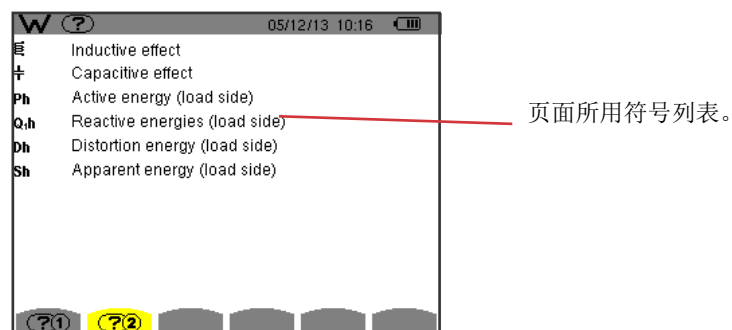 W ? 05/12/13 10:16
Inductive effect
Capacitive effect
Ph Active energy (load side)
Q₁h Reactive energies (load side)
Dh Distortion energy (load side)
Sh Apparent energy (load side)
页面所用符号列表。
?1 ?2